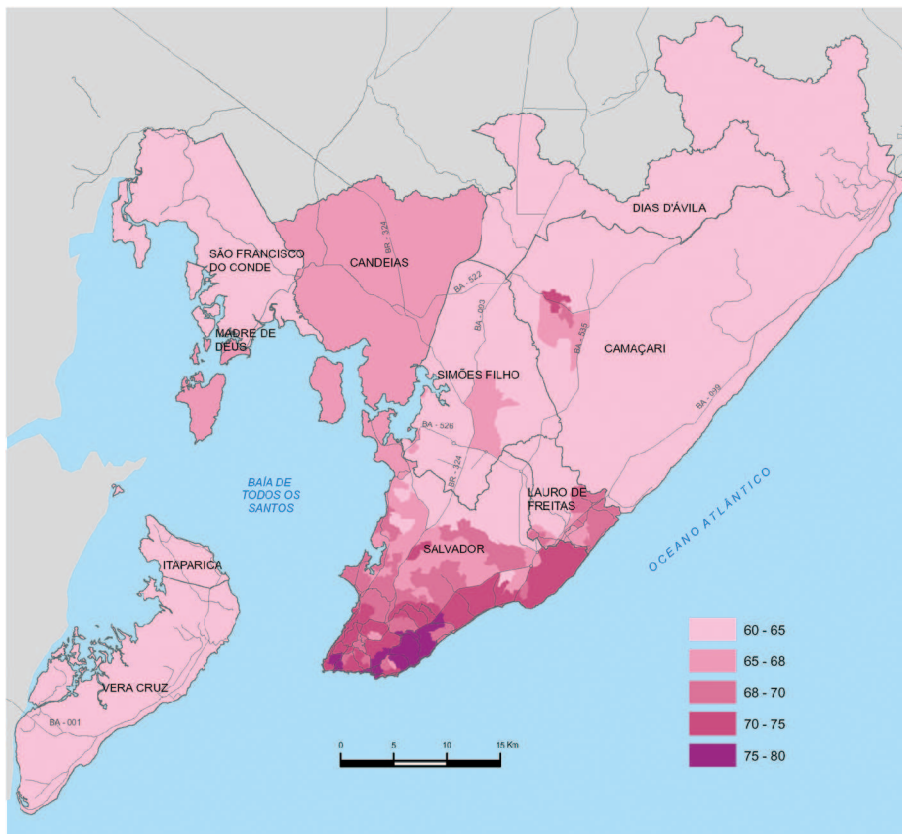 DIAS D'ÁVILA
SÃO FRANCISCO
DO CONDE
CANDEIAS
BR - 324
BA - 522
BA - 093
MADRE DE
DEUS
BA - 535
CAMAÇARI
SIMÕES FILHO
BA - 099
BA - 526
BR - 324
BAÍA DE
TODOS OS
SANTOS
LAURO DE
FREITAS
OCEANO ATLÂNTICO
SALVADOR
ITAPARICA
VERA CRUZ
BA - 001
60 - 65
65 - 68
68 - 70
70 - 75
75 - 80
0 5 10 15 Km